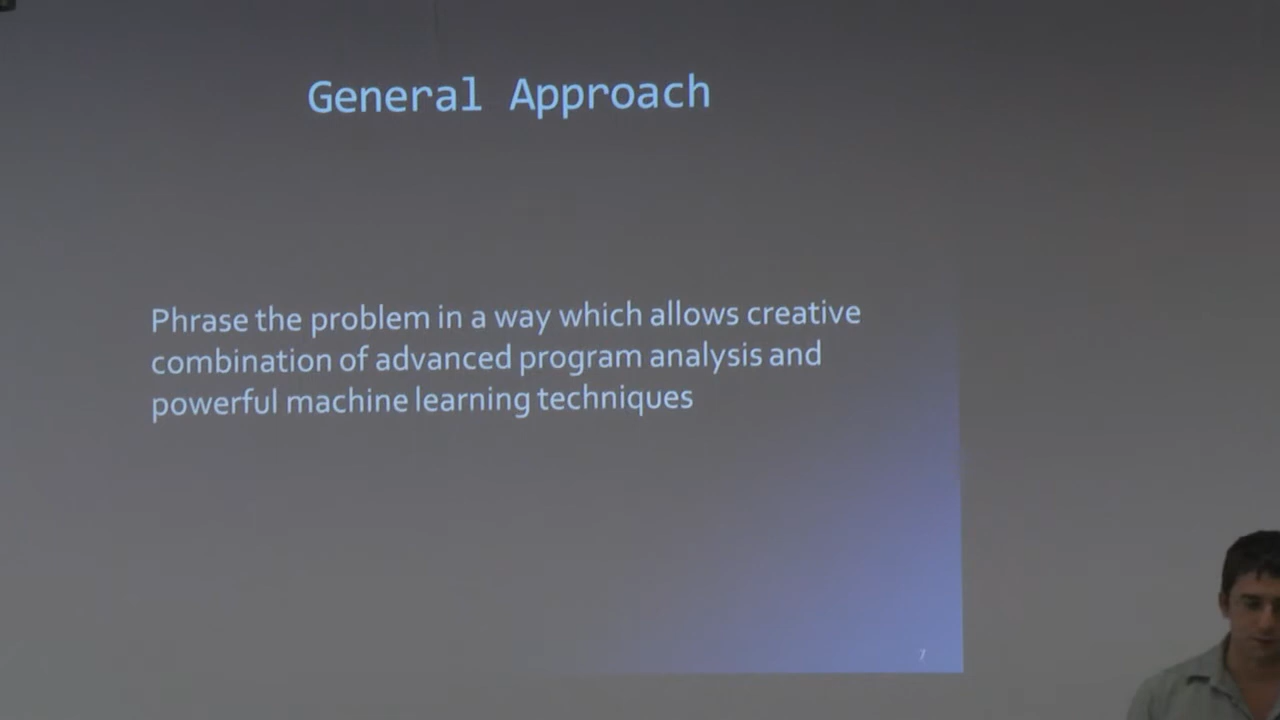 General Approach
Phrase the problem in a way which allows creative
combination of advanced program analysis and
powerful machine learning techniques
7